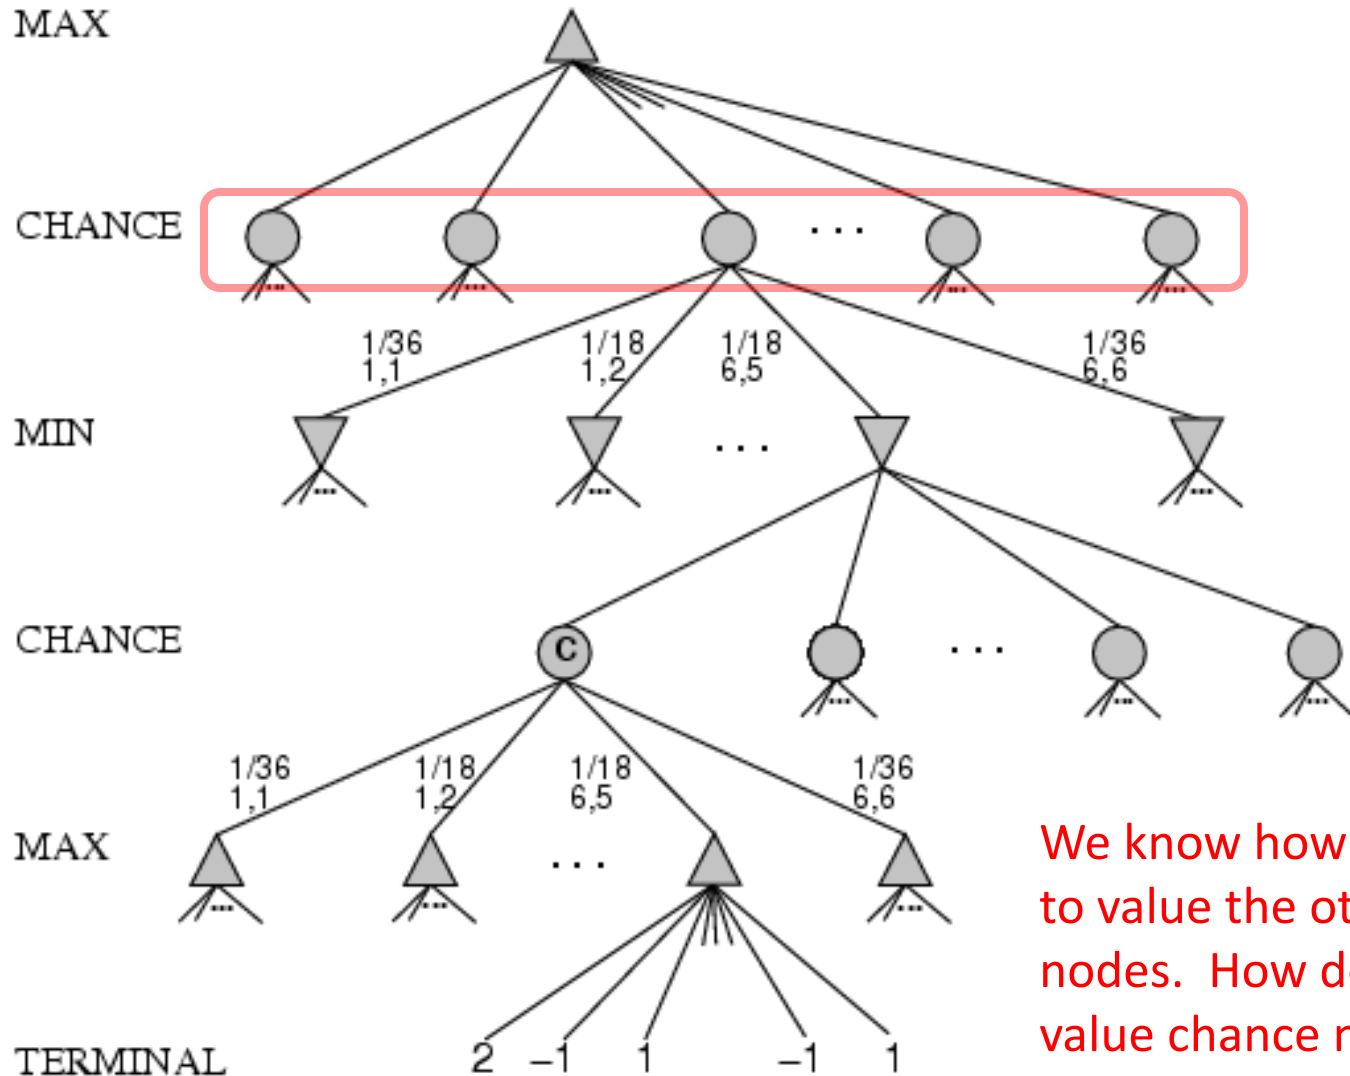 MAX
CHANCE
...
... ... ... ... ...
1/36 1/18 1/18 1/36
1,1 1,2 6,5 6,6
MIN
...
... ... ...
CHANCE
C
...
... ... ...
1/36 1/18 1/18 1/36
1,1 1,2 6,5 6,6
MAX
...
... ... ...
We know how
to value the
nodes. How
value chance
TERMINAL
2 −1 1 −1 1